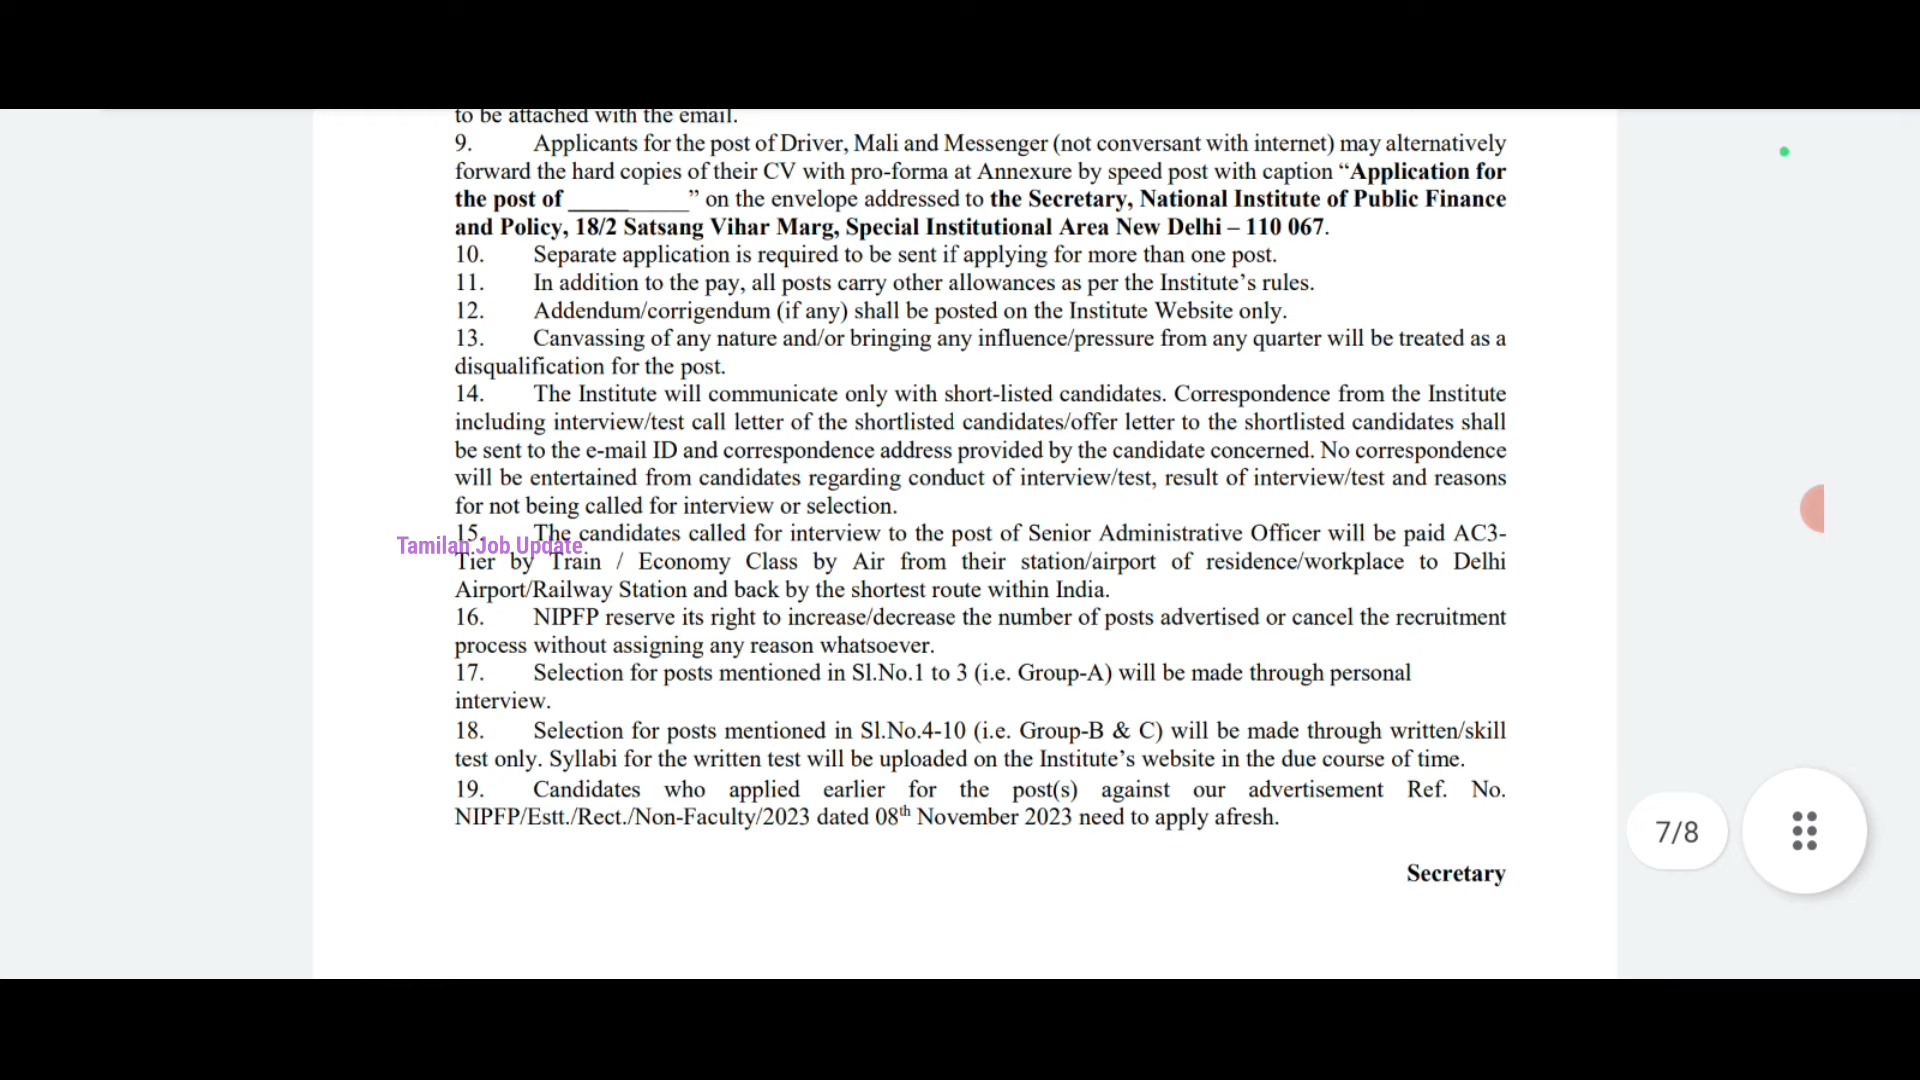 to be attached with the email.
9. Applicants for the post of Driver, Mali and Messenger (not conversant with internet) may alternatively
forward the hard copies of their CV with pro-forma at Annexure by speed post with caption “Application for
the post of __________” on the envelope addressed to the Secretary, National Institute of Public Finance
and Policy, 18/2 Satsang Vihar Marg, Special Institutional Area New Delhi – 110 067.
10. Separate application is required to be sent if applying for more than one post.
11. In addition to the pay, all posts carry other allowances as per the Institute’s rules.
12. Addendum/corrigendum (if any) shall be posted on the Institute Website only.
13. Canvassing of any nature and/or bringing any influence/pressure from any quarter will be treated as a
disqualification for the post.
14. The Institute will communicate only with short-listed candidates. Correspondence from the Institute
including interview/test call letter of the shortlisted candidates/offer letter to the shortlisted candidates shall
be sent to the e-mail ID and correspondence address provided by the candidate concerned. No correspondence
will be entertained from candidates regarding conduct of interview/test, result of interview/test and reasons
for not being called for interview or selection.
15. The candidates called for interview to the post of Senior Administrative Officer will be paid AC3-
Tamilan Job Update
Tier by Train / Economy Class by Air from their station/airport of residence/workplace to Delhi
Airport/Railway Station and back by the shortest route within India.
16. NIPFP reserve its right to increase/decrease the number of posts advertised or cancel the recruitment
process without assigning any reason whatsoever.
17. Selection for posts mentioned in Sl.No.1 to 3 (i.e. Group-A) will be made through personal
interview.
18. Selection for posts mentioned in Sl.No.4-10 (i.e. Group-B & C) will be made through written/skill
test only. Syllabi for the written test will be uploaded on the Institute’s website in the due course of time.
19. Candidates who applied earlier for the post(s) against our advertisement Ref. No.
NIPFP/Estt./Rect./Non-Faculty/2023 dated 08th November 2023 need to apply afresh.
7/8
Secretary